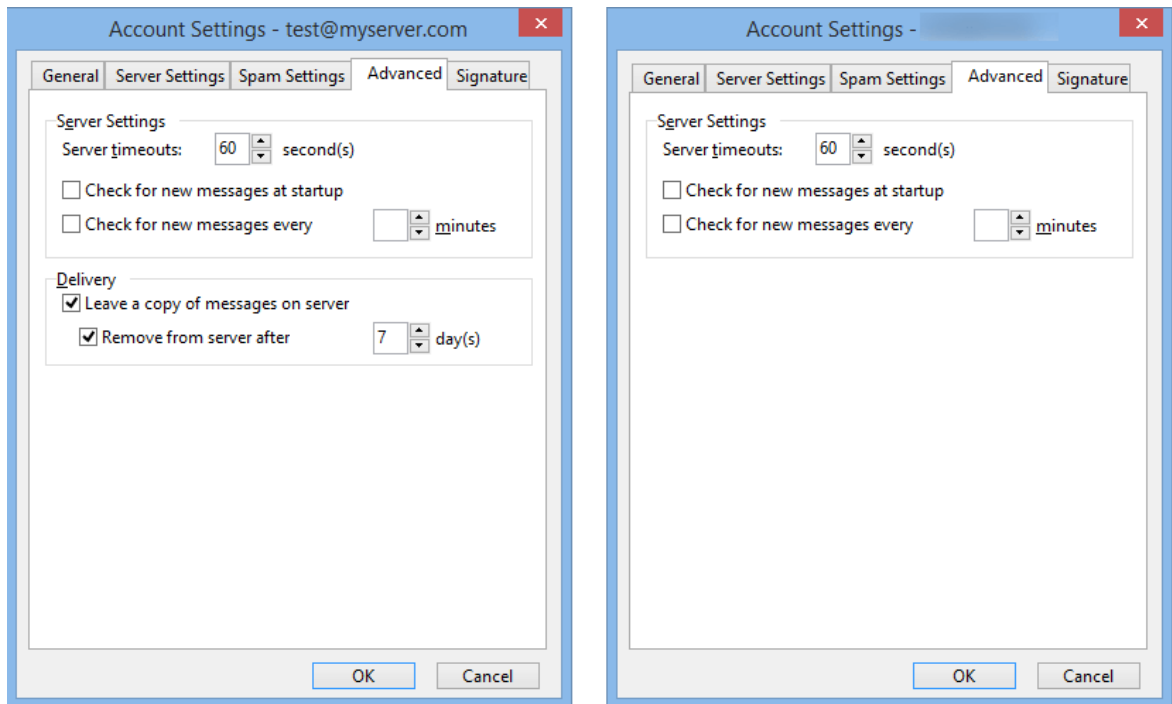 Account Settings - test@myserver.com
General Server Settings Spam Settings Advanced Signature
Server Settings
Server timeouts: 60 second(s)
Check for new messages at startup
Check for new messages every minutes
Delivery
Leave a copy of messages on server
Remove from server after 7 day(s)
OK Cancel
Account Settings -
General Server Settings Spam Settings Advanced Signature
Server Settings
Server timeouts: 60 second(s)
Check for new messages at startup
Check for new messages every minutes
OK Cancel